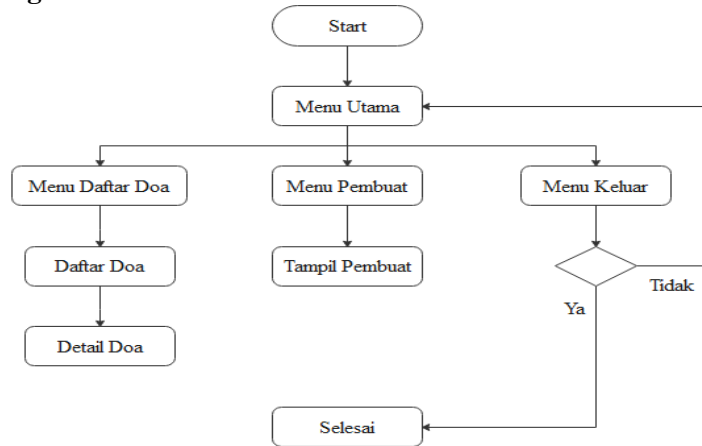 g
Start
Menu Utama
Menu Daftar Doa
Menu Pembuat
Menu Keluar
Daftar Doa
Tampil Pembuat
Tidak
Ya
Detail Doa
Selesai